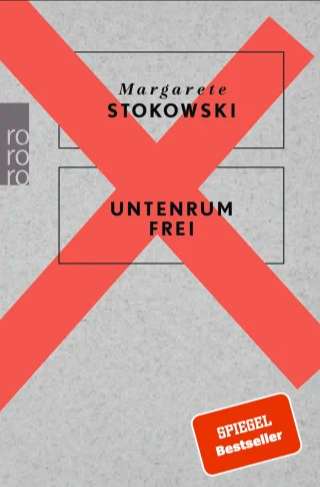 Margarete
STOKOWSKI
ro
ro
ro
UNTENRUM
FREI
SPIEGEL
Bestseller